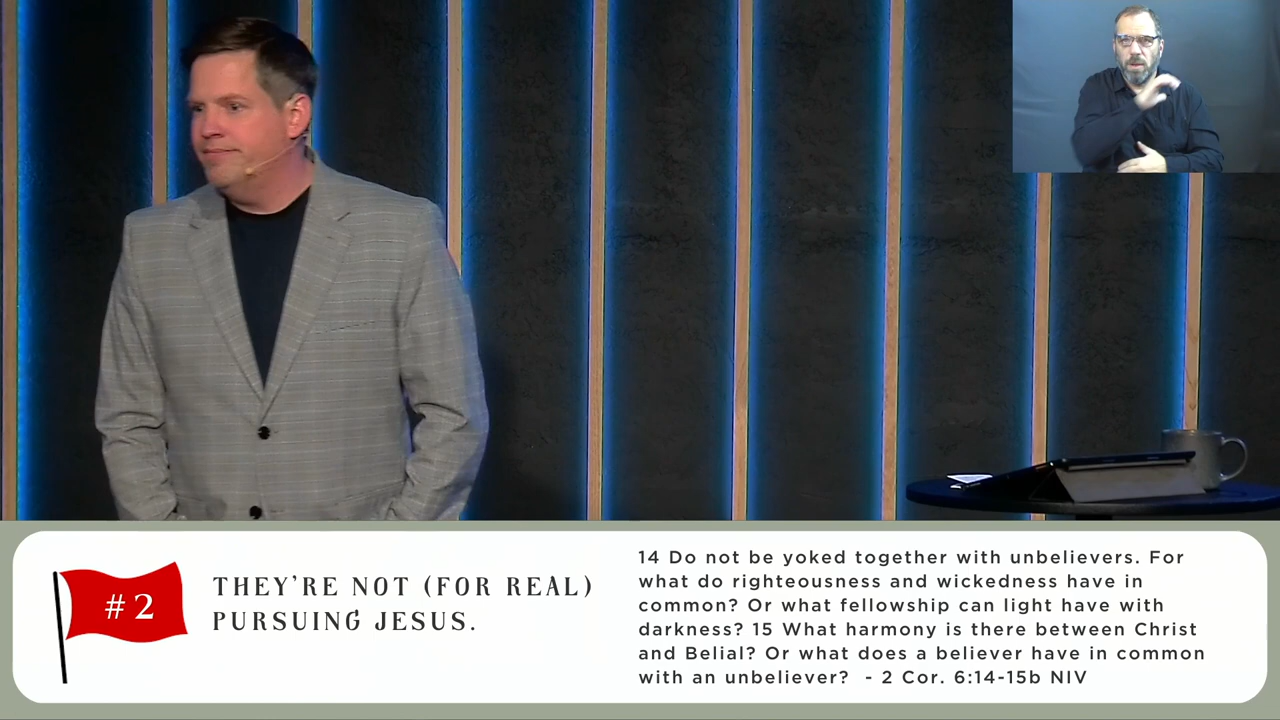 #2
THEY'RE NOT (FOR REAL)
PURSUING JESUS.
14 Do not be yoked together with unbelievers. For
what do righteousness and wickedness have in
common? Or what fellowship can light have with
darkness? 15 What harmony is there between Christ
and Belial? Or what does a believer have in common
with an unbeliever?  - 2 Cor. 6:14-15b NIV